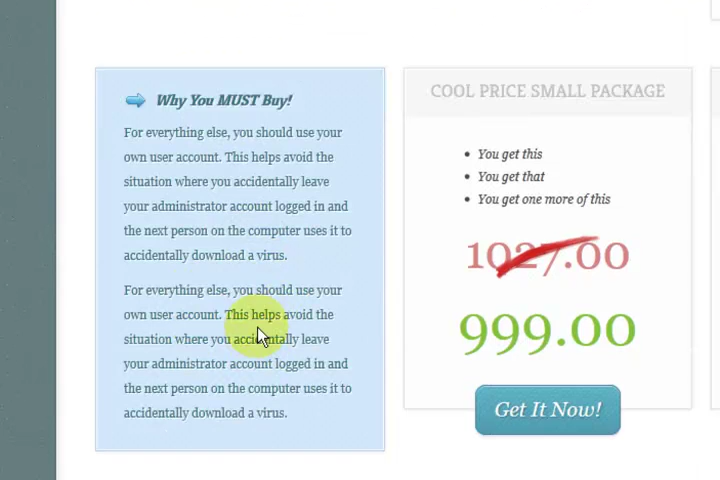 Why You MUST Buy!
For everything else, you should use your
own user account. This helps avoid the
situation where you accidentally leave
your administrator account logged in and
the next person on the computer uses it to
accidentally download a virus.
For everything else, you should use your
own user account. This helps avoid the
situation where you accidentally leave
your administrator account logged in and
the next person on the computer uses it to
accidentally download a virus.
COOL PRICE SMALL PACKAGE
• You get this
• You get that
• You get one more of this
1027.00
999.00
Get It Now!